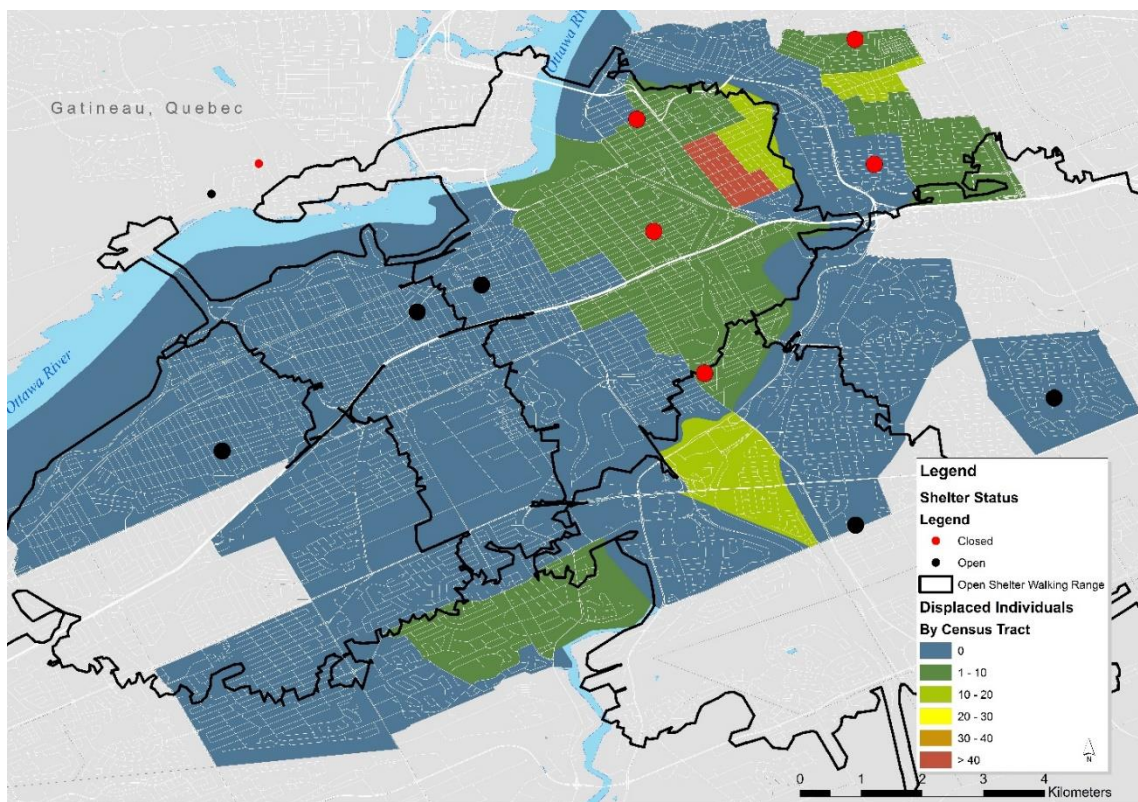 Ottawa River
Gatineau, Quebec
Ottawa River
Legend
Shelter Status
Legend
Closed
Open
Open Shelter Walking Range
Displaced Individuals
By Census Tract
0
1 - 10
10 - 20
20 - 30
30 - 40
> 40
N
0 1 2 3 4
Kilometers